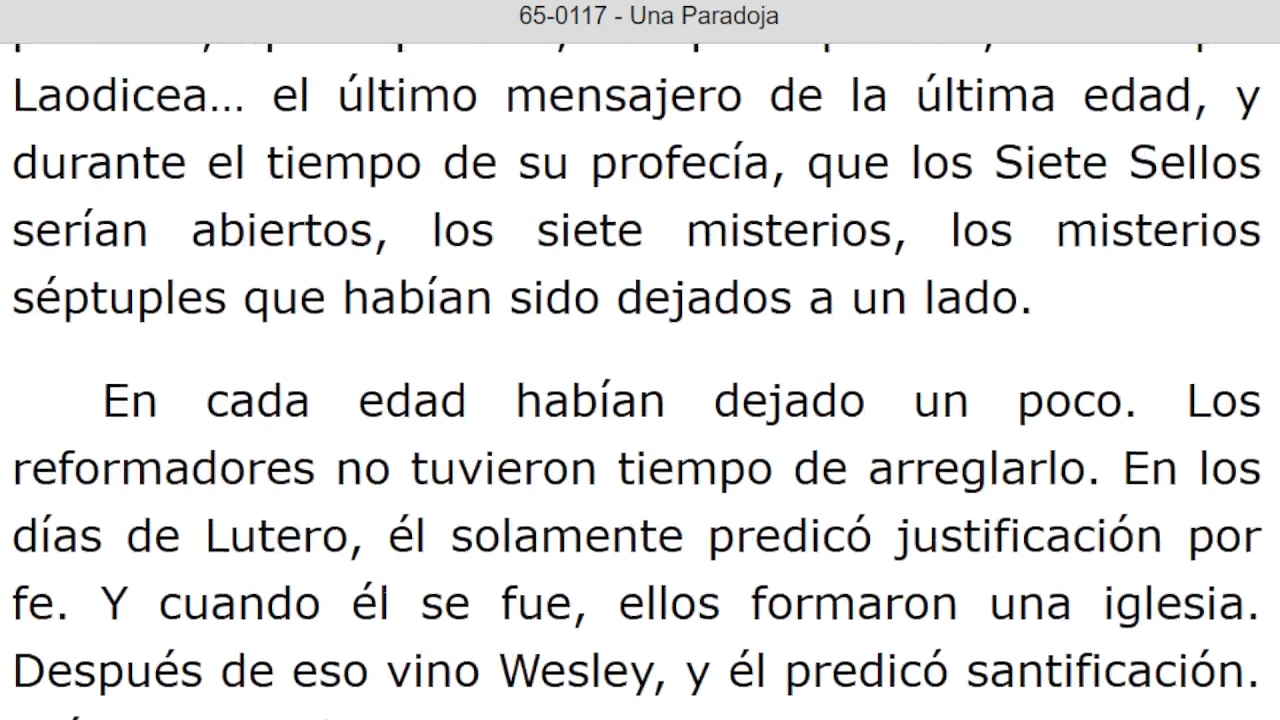 65-0117 - Una Paradoja
Laodicea... el último mensajero de la última edad, y
durante el tiempo de su profecía, que los Siete Sellos
serían abiertos, los siete misterios, los misterios
séptuples que habían sido dejados a un lado.
En cada edad habían dejado un poco. Los
reformadores no tuvieron tiempo de arreglarlo. En los
días de Lutero, él solamente predicó justificación por
fe. Y cuando él se fue, ellos formaron una iglesia.
Después de eso vino Wesley, y él predicó santificación.